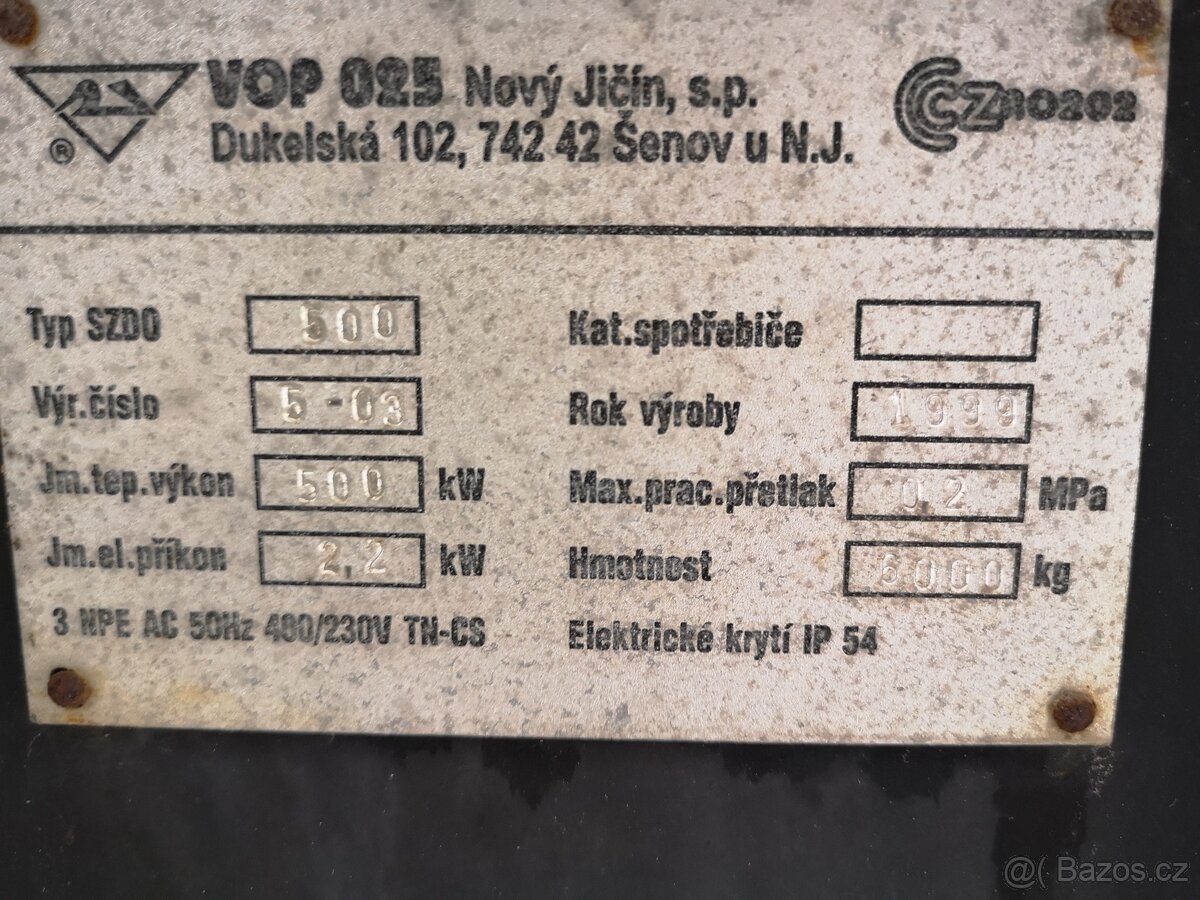 VOP 025 Nový Jičín, s.p.
Dukelská 102, 742 42 Šenov u N.J.
®
CZ AO202
Typ SZDO 500
Kat.spotřebiče
Výr.číslo 5-03
Rok výroby 1999
Jm.tep.výkon 500 kW
Max.prac.přetlak 0,2 MPa
Jm.el.příkon 2,2 kW
Hmotnost 6000 kg
3 NPE AC 50Hz 400/230V TN-CS
Elektrické krytí IP 54
@( Bazos.cz